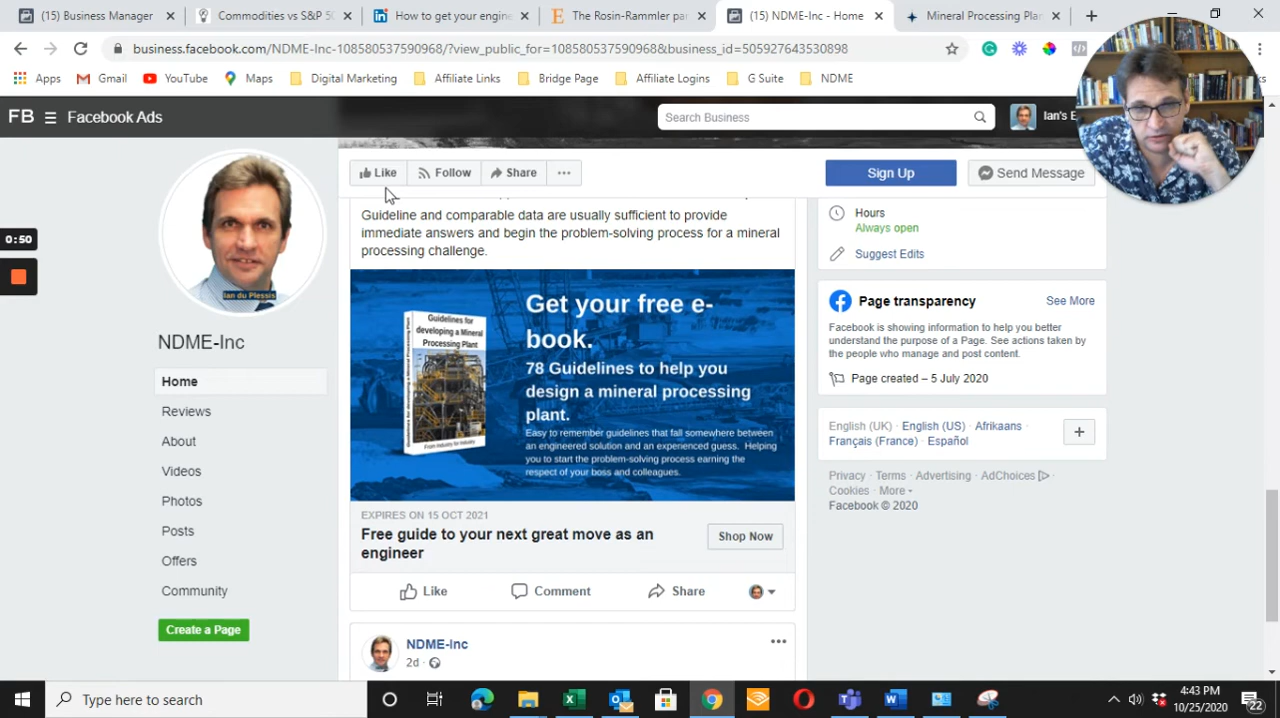 (15) Business Manager
Commodities vs S&P 50
How to get your engine
The Rosin-Rammler pa
(15) NDME-Inc - Home
Mineral Processing Plan
business.facebook.com/NDME-Inc-108580537590968/?view_public_for=108580537590968&business_id=505927643530898
Apps
Gmail
YouTube
Maps
Digital Marketing
Affiliate Links
Bridge Page
Affiliate Logins
G Suite
NDME
FB
Facebook Ads
Search Business
Ian's E
Like
Follow
Share
Sign Up
Send Message
0:50
Ian du Plessis
NDME-Inc
Home
Reviews
About
Videos
Photos
Posts
Offers
Community
Create a Page
Guideline and comparable data are usually sufficient to provide
immediate answers and begin the problem-solving process for a mineral
processing challenge.
Guidelines for
developing a Mineral
Processing Plant
From Industry for Industry
Get your free e-
book.
78 Guidelines to help you
design a mineral processing
plant.
Easy to remember guidelines that fall somewhere between
an engineered solution and an experienced guess. Helping
you to start the problem-solving process earning the
respect of your boss and colleagues.
EXPIRES ON 15 OCT 2021
Free guide to your next great move as an
engineer
Shop Now
Like
Comment
Share
NDME-Inc
2d
Hours
Always open
Suggest Edits
Page transparency
See More
Facebook is showing information to help you better
understand the purpose of a Page. See actions taken by
the people who manage and post content.
Page created – 5 July 2020
English (UK) · English (US) · Afrikaans ·
Français (France) · Español
Privacy · Terms · Advertising · AdChoices ·
Cookies · More
Facebook © 2020
Type here to search
4:43 PM
10/25/2020
22